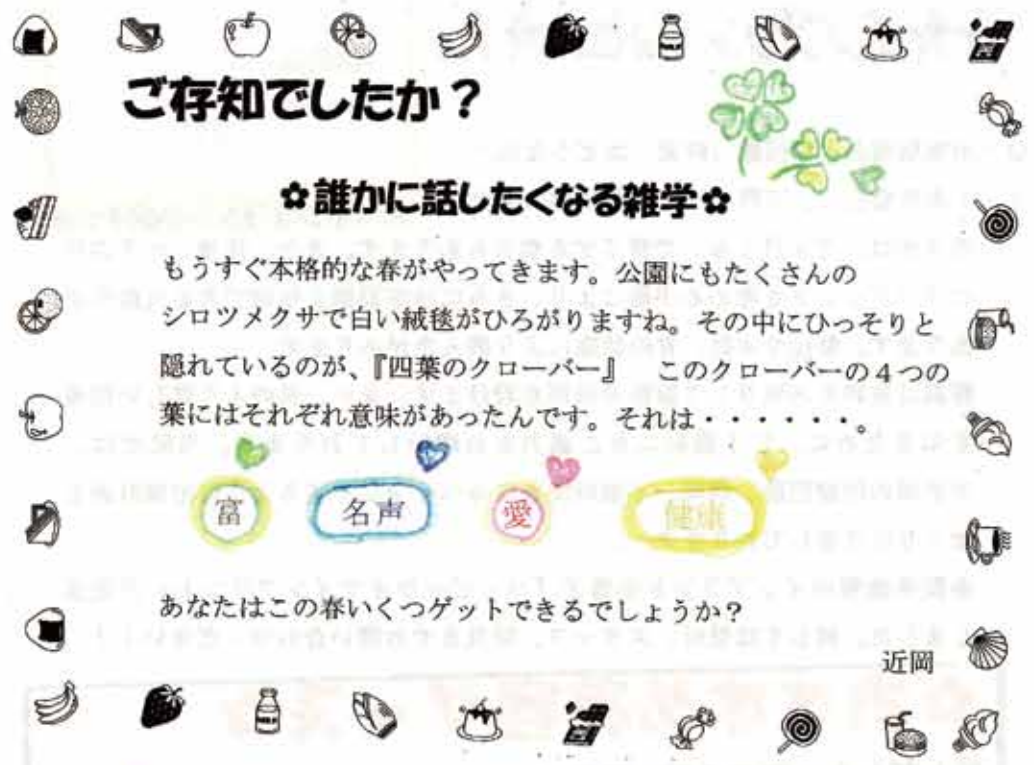 ご存知でしたか?
✿誰かに話したくなる雑学✿
もうすぐ本格的な春がやってきます。公園にもたくさんの
シロツメクサで白い絨毯がひろがりますね。その中にひっそりと
隠れているのが、『四葉のクローバー』 このクローバーの4つの
葉にはそれぞれ意味があったんです。それは・・・・・・。
富 名声 愛 健康
あなたはこの春いくつゲットできるでしょうか?
近岡